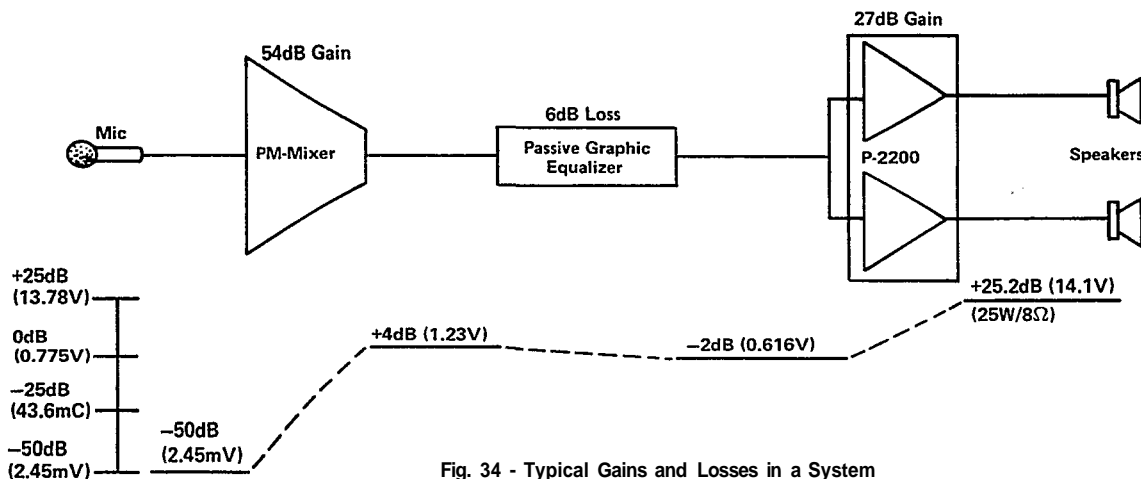 27dB Gain
54dB Gain
6dB Loss
Mic
PM-Mixer
Passive Graphic
Equalizer
P-2200
Speakers
+25dB
(13.78V)
0dB
(0.775V)
−25dB
(43.6mC)
−50dB
(2.45mV)
−50dB
(2.45mV)
+4dB (1.23V)
−2dB (0.616V)
+25.2dB (14.1V)
(25W/8Ω)
Fig. 34 - Typical Gains and Losses in a System